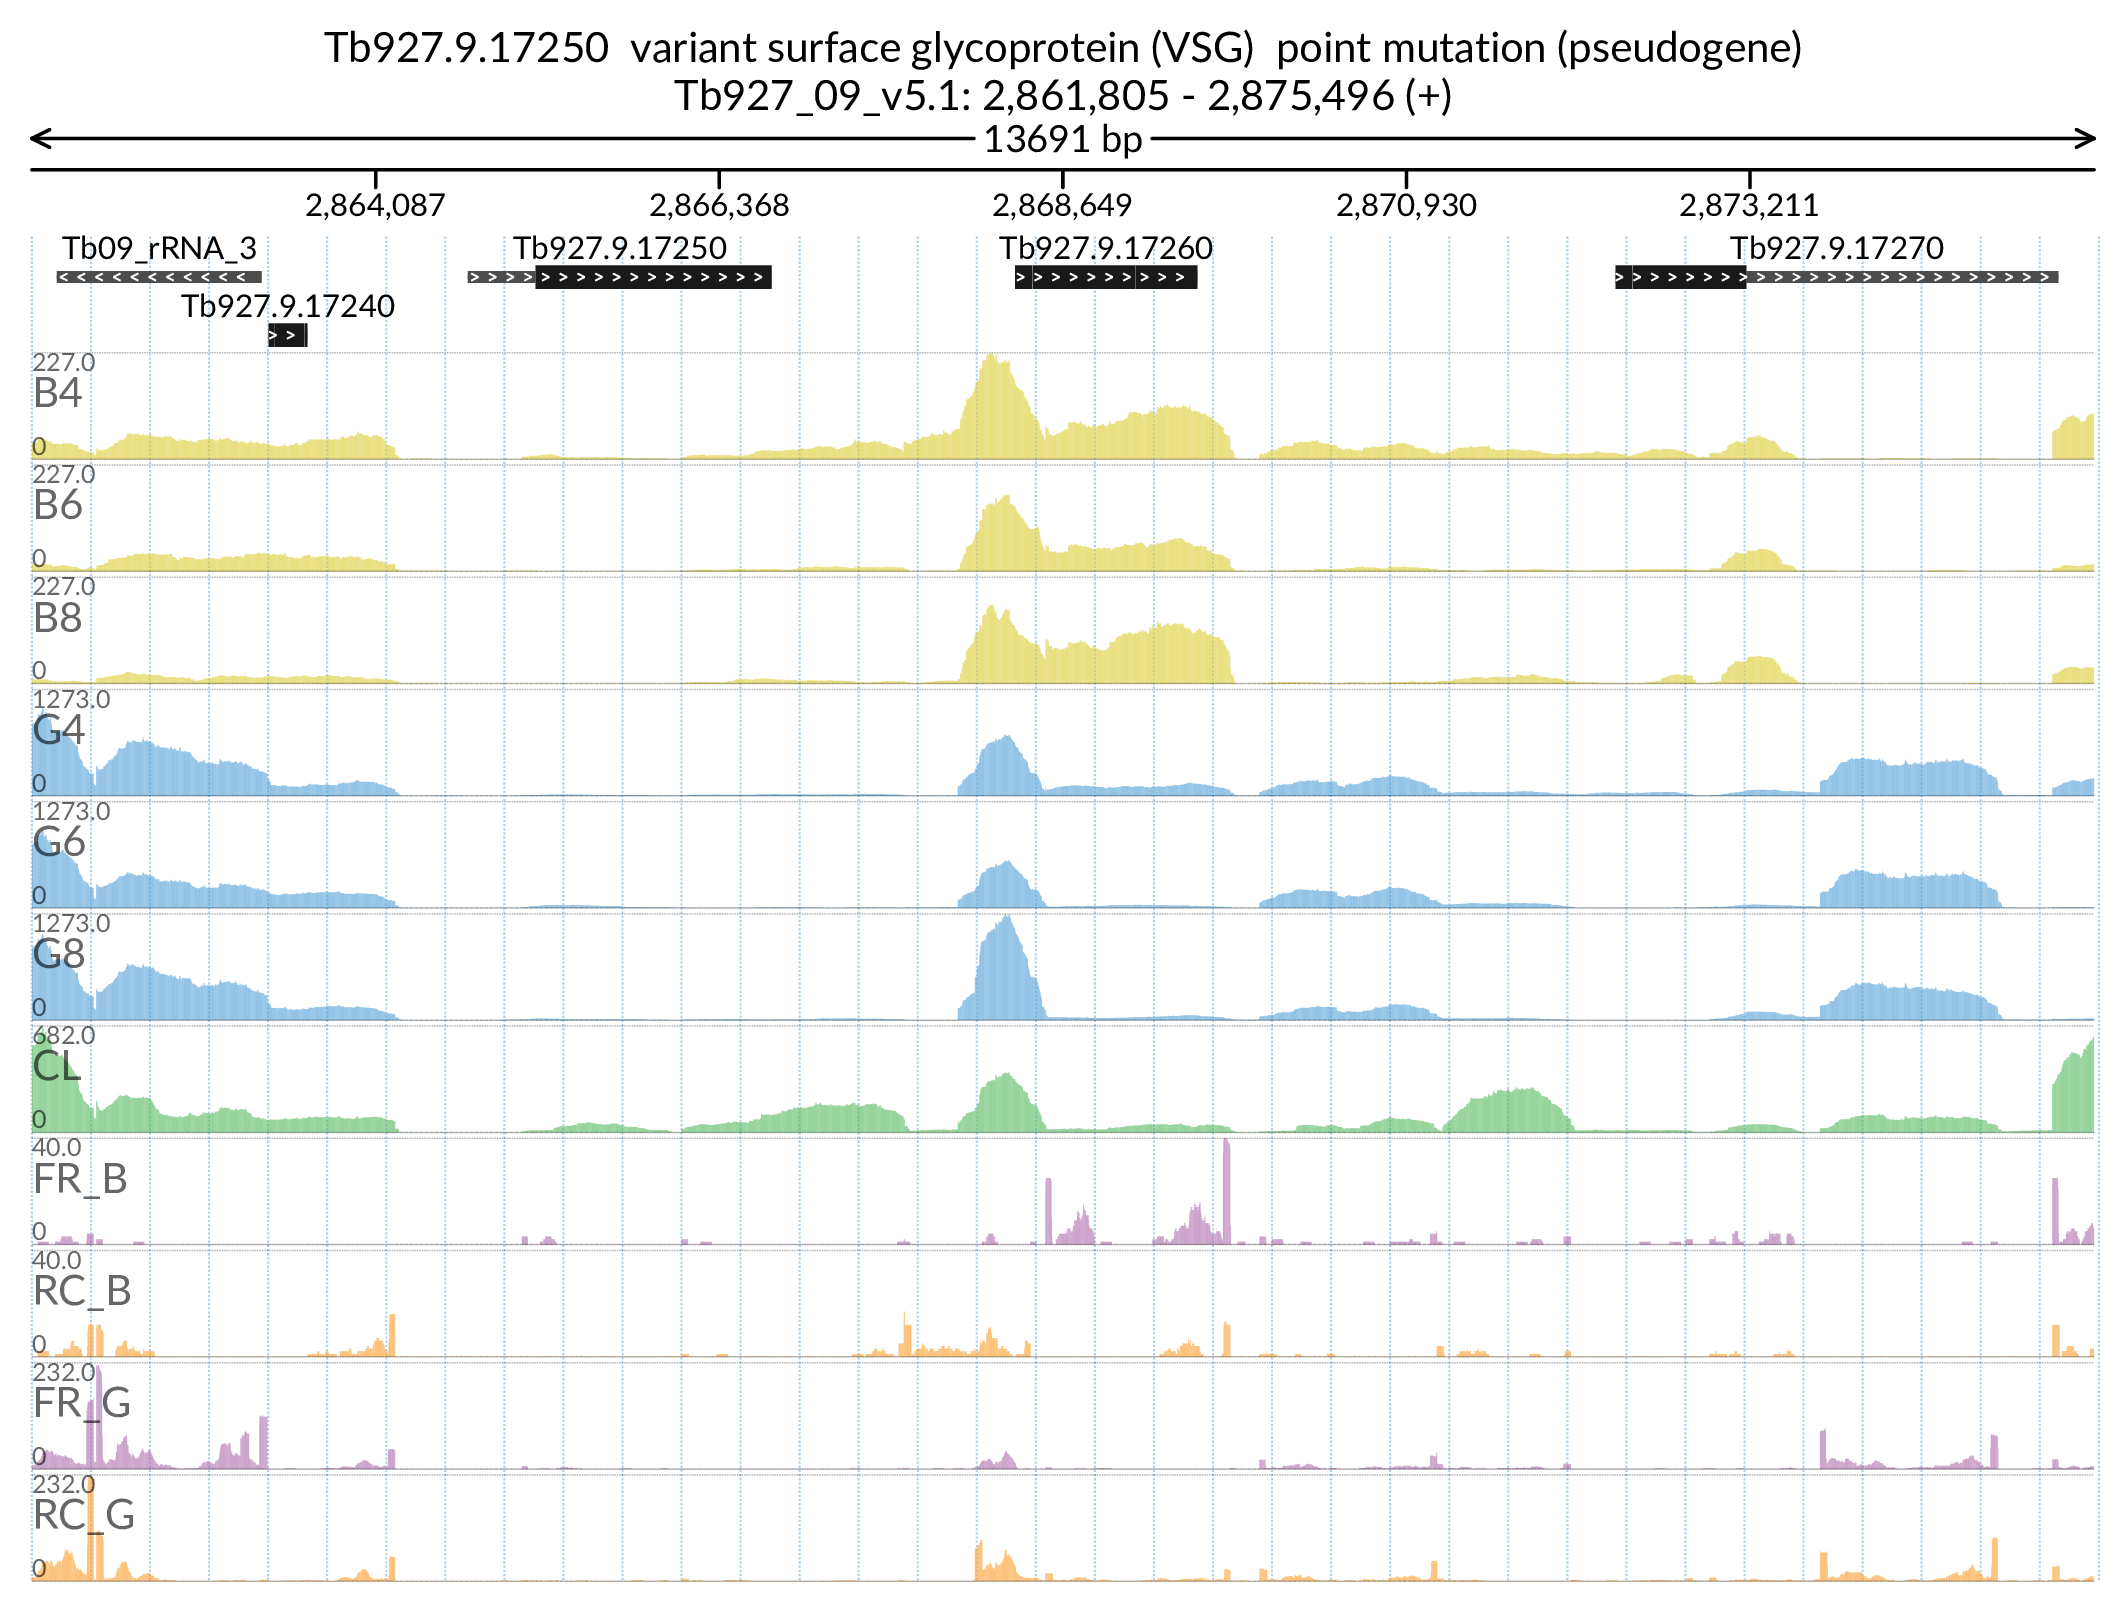 Tb927.9.17250 variant surface glycoprotein (VSG) point mutation (pseudogene)
Tb927_09_v5.1: 2,861,805 - 2,875,496 (+)
13691 bp
2,864,087 2,866,368 2,868,649 2,870,930 2,873,211
Tb09_rRNA_3 Tb927.9.17250 Tb927.9.17260 Tb927.9.17270
Tb927.9.17240
227.0
B4
0
227.0
B6
0
227.0
B8
0
1273.0
G4
0
1273.0
G6
0
1273.0
G8
0
682.0
CL
0
40.0
FR_B
0
40.0
RC_B
0
232.0
FR_G
0
232.0
RC_G
0